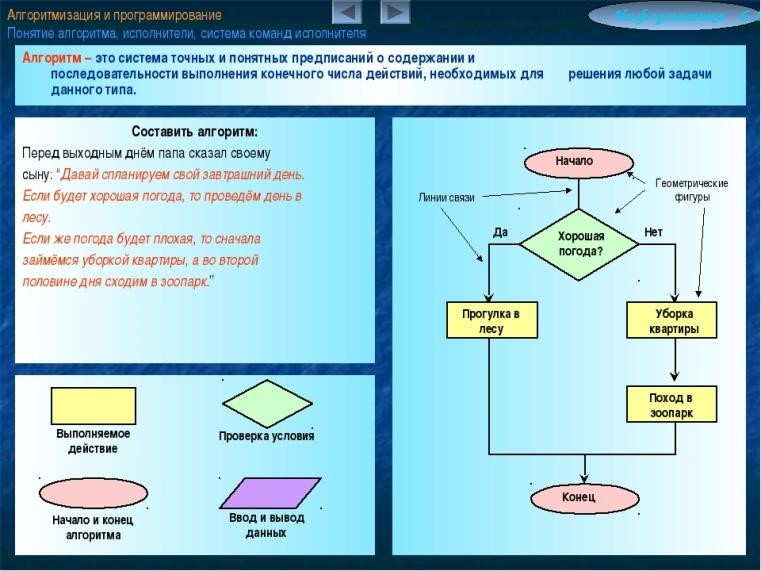 Алгоритмизация и программирование
Понятие алгоритма, исполнители, система команд исполнителя
Алгоритм – это система точных и понятных предписаний о содержании и
последовательности выполнения конечного числа действий, необходимых для решения любой задачи
данного типа.
Составить алгоритм:
Перед выходным днём папа сказал своему
сыну: “Давай спланируем свой завтрашний день.
Если будет хорошая погода, то проведём день в
лесу.
Если же погода будет плохая, то сначала
займёмся уборкой квартиры, а во второй
половине дня сходим в зоопарк.”
Выполняемое
действие
Проверка условия
Начало и конец
алгоритма
Ввод и вывод
данных
Начало
Геометрические
фигуры
Линии связи
Да
Хорошая
погода?
Нет
Прогулка в
лесу
Уборка
квартиры
Поход в
зоопарк
Конец